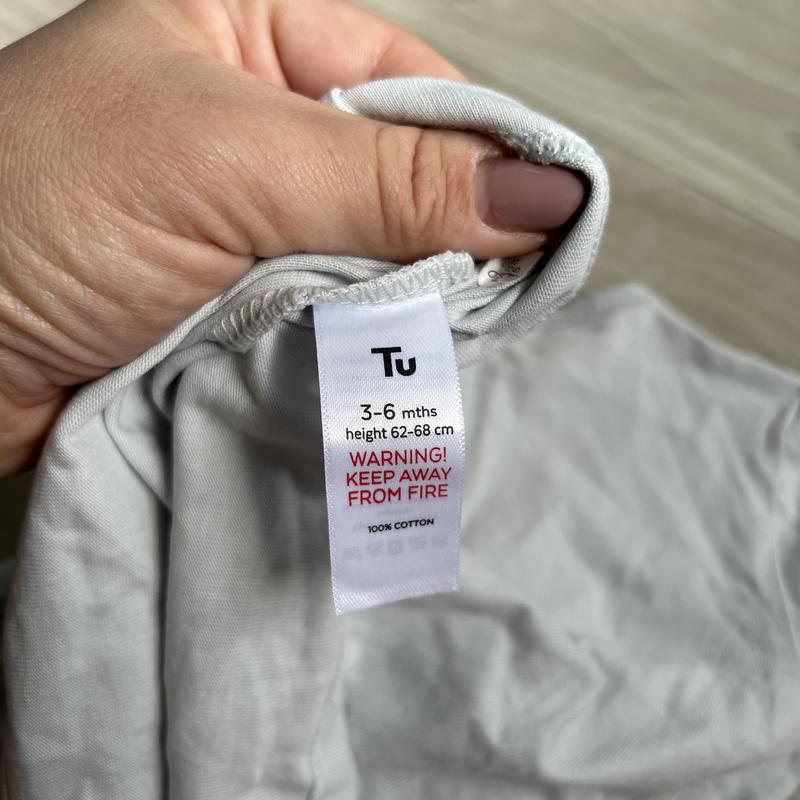 Tu
3-6 mths
height 62-68 cm
WARNING!
KEEP AWAY
FROM FIRE
100% COTTON